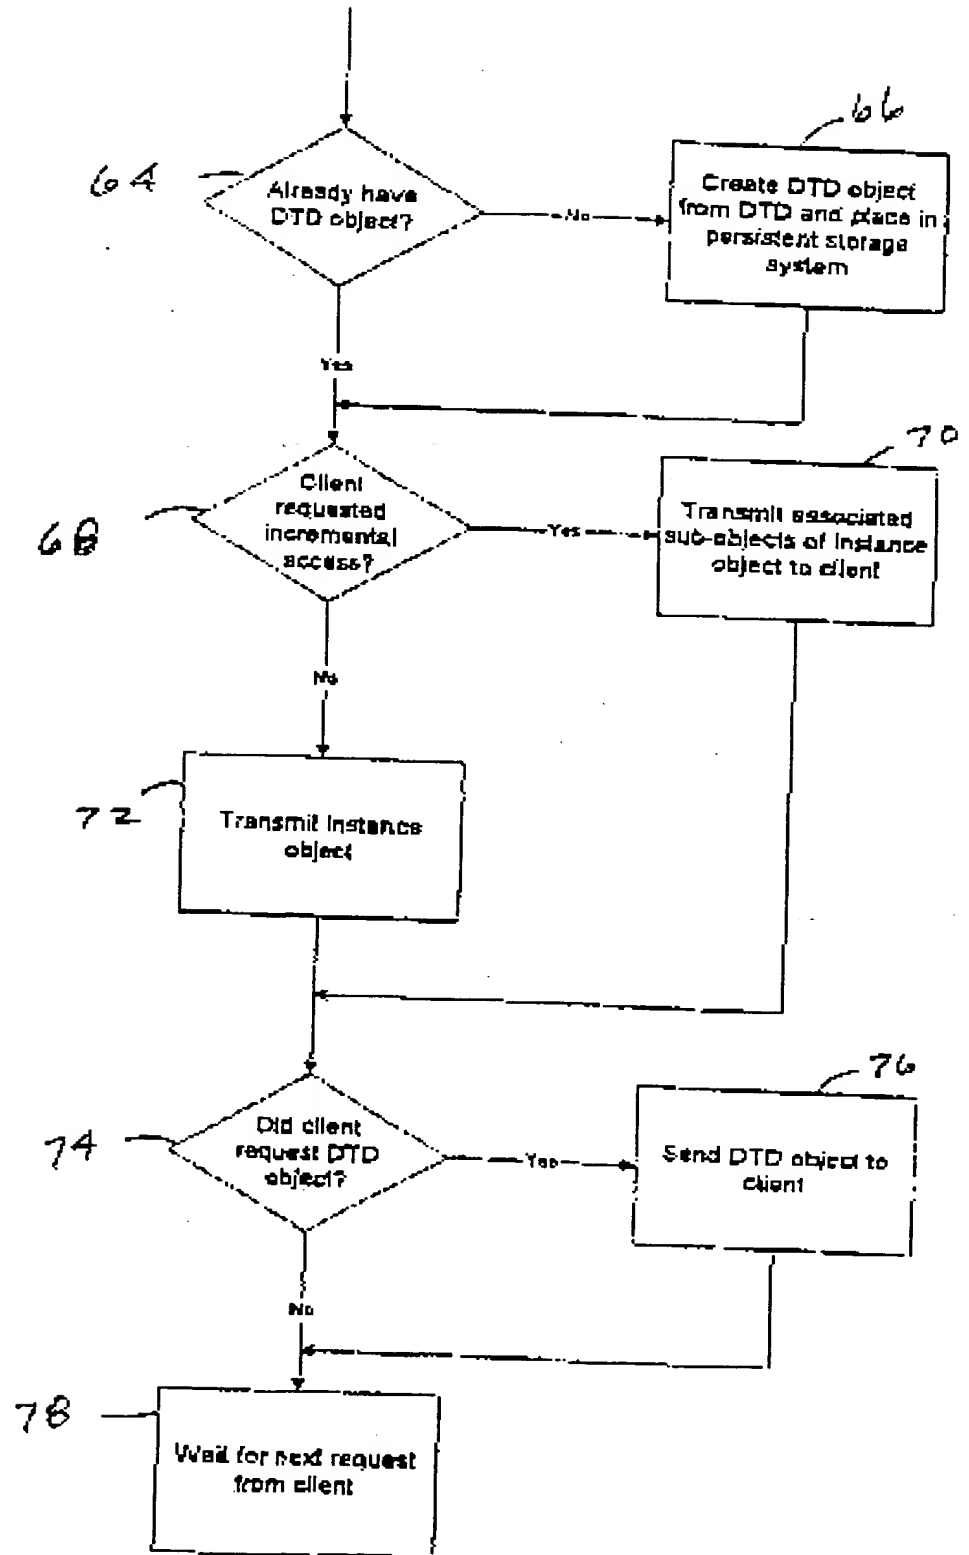 66
64
Already have
DTD object?
No
Create DTD object
from DTD and place in
persistent storage
system
Yes
70
68
Client
requested
incremental
access?
Yes
Transmit associated
sub-objects of instance
object to client
No
72
Transmit instance
object
76
74
Did client
request DTD
object?
Yes
Send DTD object to
client
No
78
Wait for next request
from client